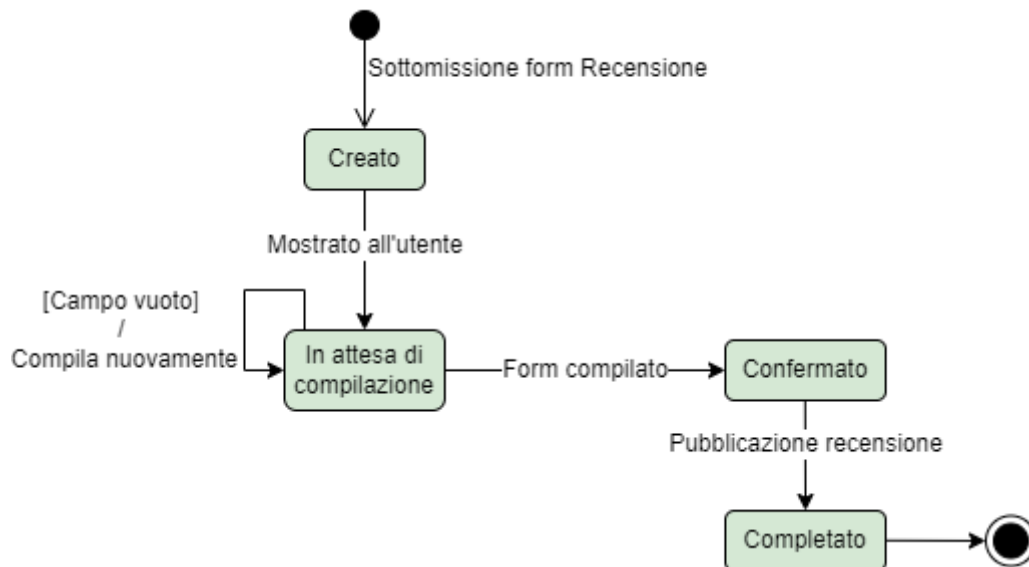 Sottomissione form Recensione
Creato
Mostrato all'utente
[Campo vuoto]
/
Compila nuovamente
In attesa di
compilazione
Form compilato
Confermato
Pubblicazione recensione
Completato